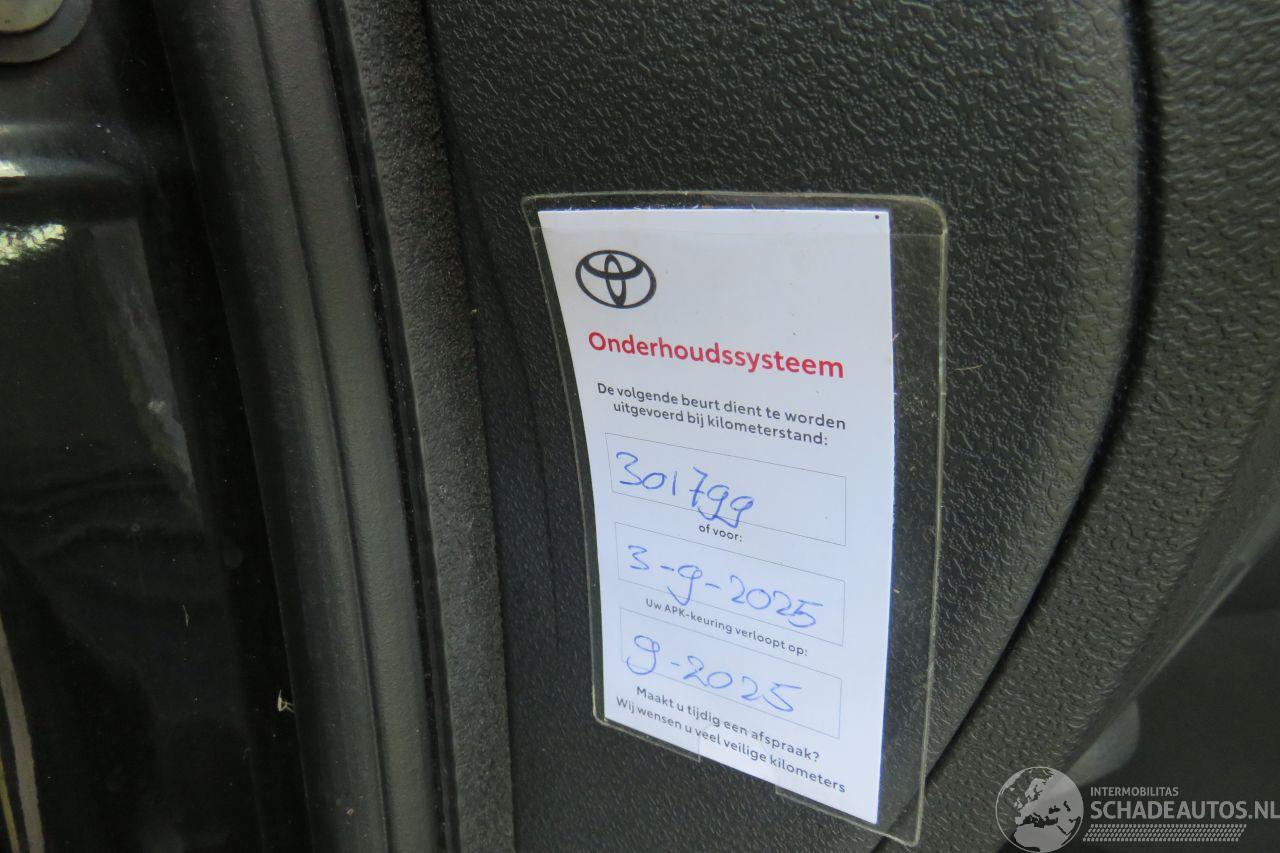 Onderhoudssysteem
De volgende beurt dient te worden
uitgevoerd bij kilometerstand:
301799
of voor:
3-9-2025
Uw APK-keuring verloopt op:
9-2025
Maakt u tijdig een afspraak?
Wij wensen u veel veilige kilometers
INTERMOBILITAS
SCHADEAUTOS.NL